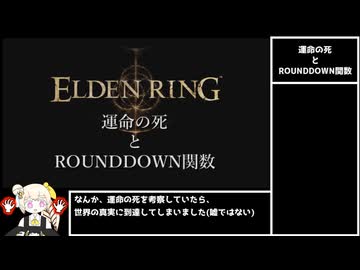 ELDEN RING
運命の死
と
ROUNDDOWN関数
運命の死
と
ROUNDDOWN関数
なんか、運命の死を考察していたら、
世界の真実に到達してしまいました(嘘ではない)